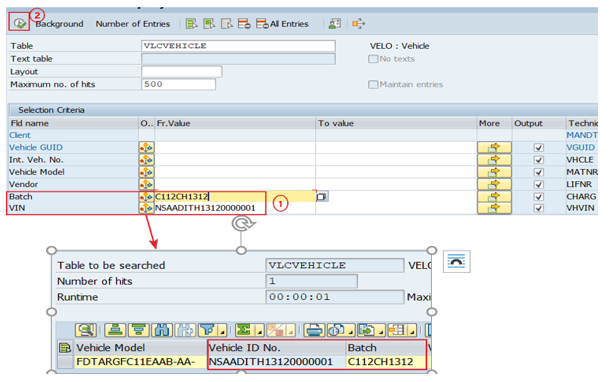 ② Background Number of Entries All Entries
Table VLCVEHICLE VELO : Vehicle
Text table No texts
Layout
Maximum no. of hits 500 Maintain entries
Selection Criteria
Fld name O.. Fr.Value To value More Output Technic
Client MANDT
Vehicle GUID VGUID
Int. Veh. No. VHCLE
Vehicle Model MATNR
Vendor LIFNR
Batch C112CH1312 CHARG
VIN NSAADITH13120000001 ① VHVIN
Table to be searched VLCVEHICLE VELO
Number of hits 1
Runtime 00:00:01 Maxi
Vehicle Model Vehicle ID No. Batch
FDTARGFC11EAAB-AA- NSAADITH13120000001 C112CH1312